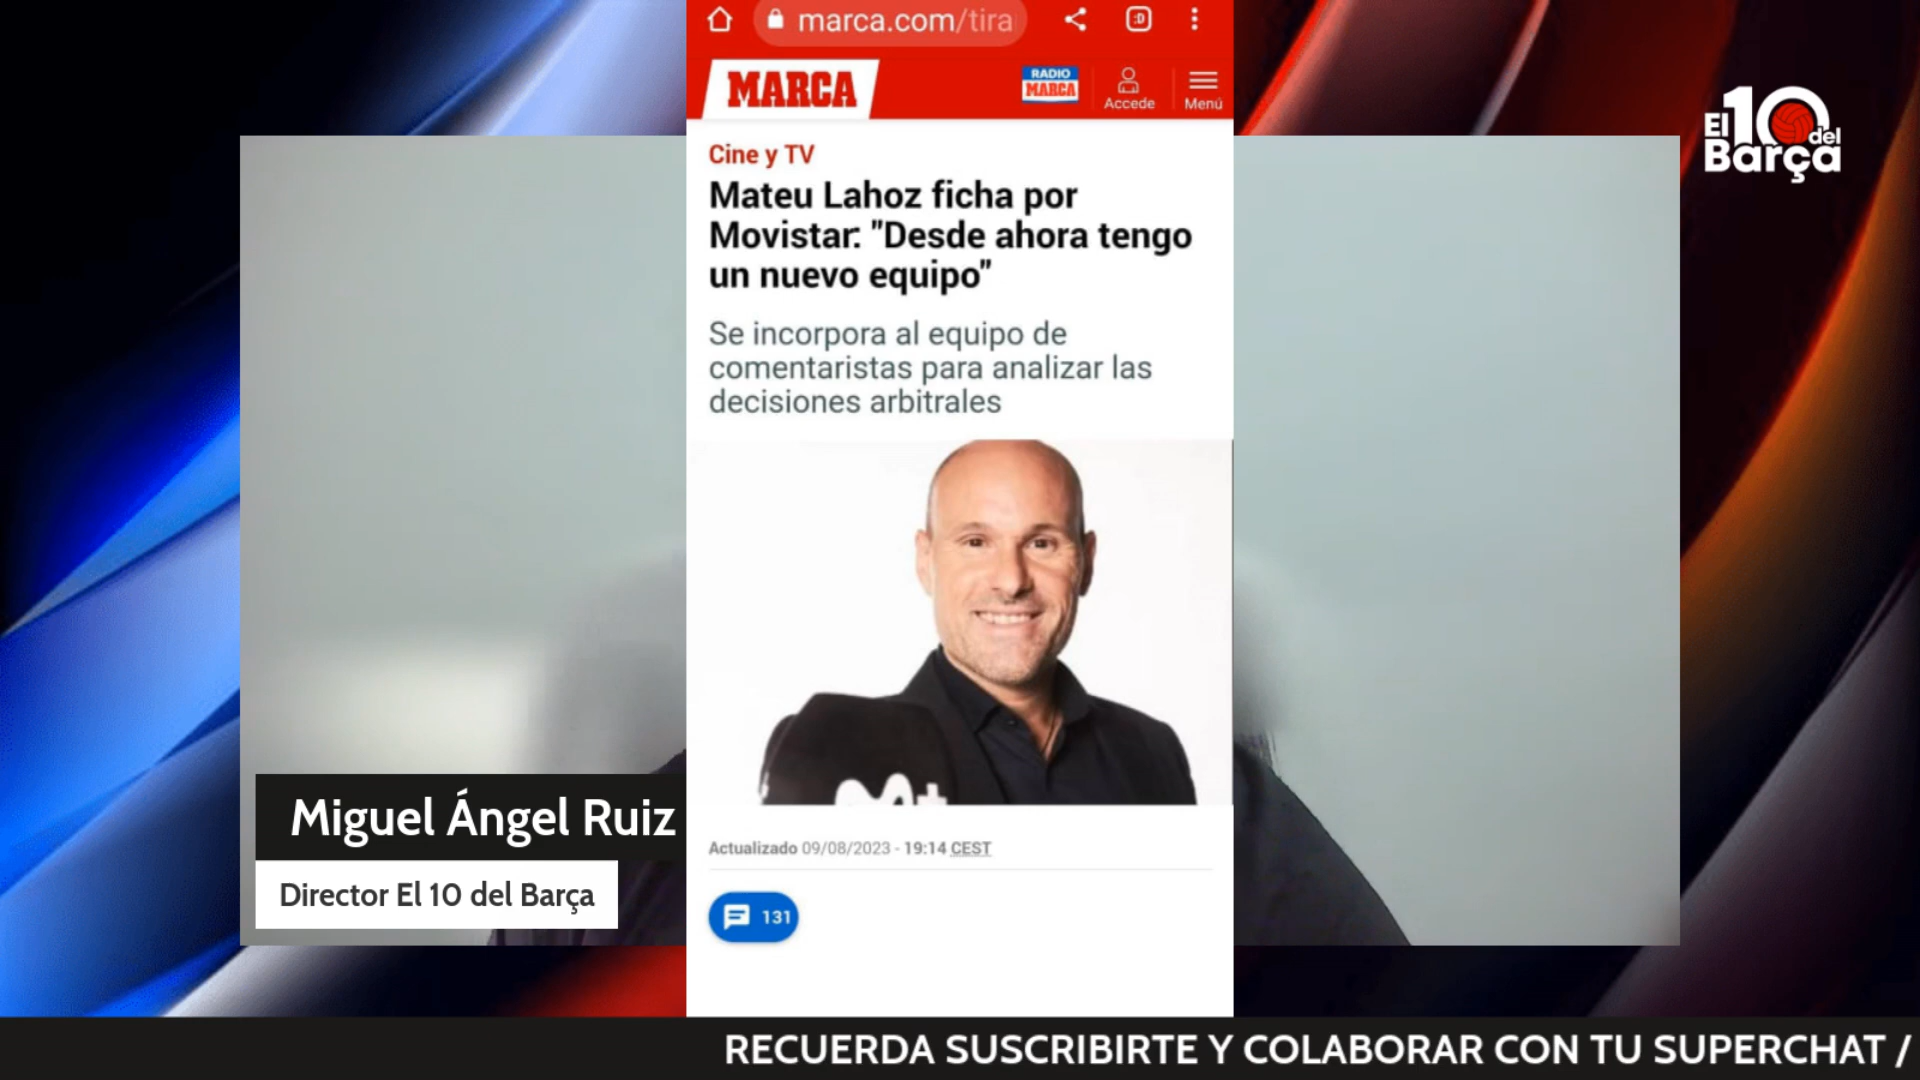 marca.com/tira
:D
MARCA
RADIO
MARCA
Accede
Menú
El 10 del
Barça
Cine y TV
Mateu Lahoz ficha por
Movistar: "Desde ahora tengo
un nuevo equipo"
Se incorpora al equipo de
comentaristas para analizar las
decisiones arbitrales
M+
Miguel Ángel Ruiz
Director El 10 del Barça
Actualizado 09/08/2023 - 19:14 CEST
131
RECUERDA SUSCRIBIRTE Y COLABORAR CON TU SUPERCHAT /